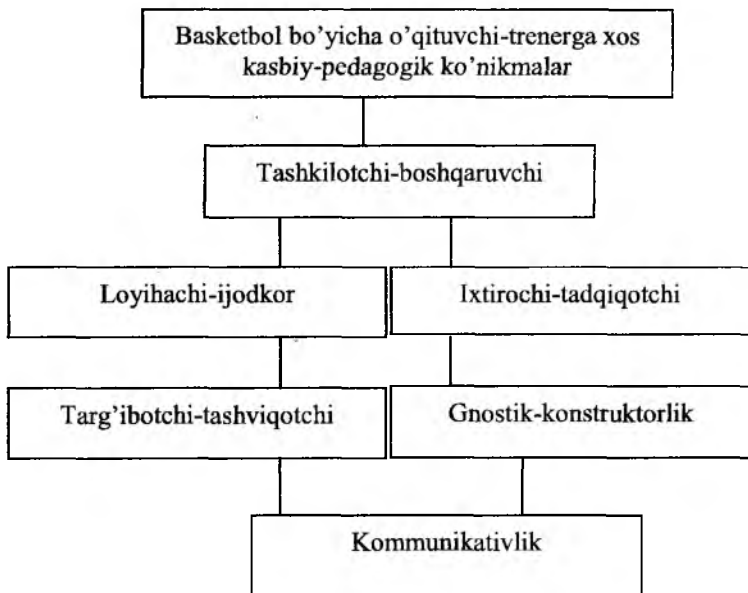 Basketbol bo’yicha o’qituvchi-trenerga xos
kasbiy-pedagogik ko’nikmalar
Tashkilotchi-boshqaruvchi
Loyihachi-ijodkor
Ixtirochi-tadqiqotchi
Targ’ibotchi-tashviqotchi
Gnostik-konstruktorlik
Kommunikativlik